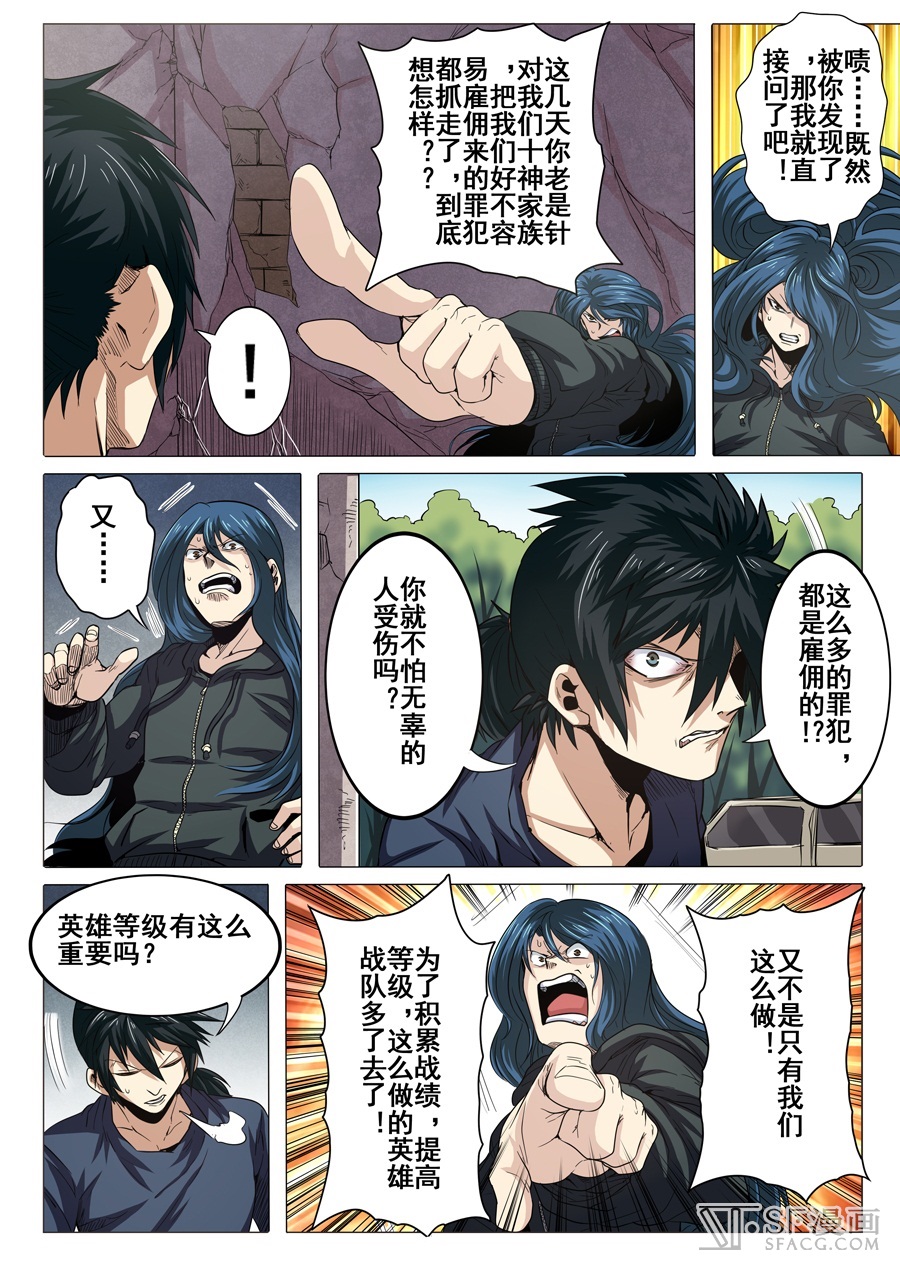 啧……既然
被你发现了
，那我就直
接问了吧！
这几天你老是针
对我们十神家族
，把我们好不容
易雇佣来的罪犯
都抓走了，到底
想怎样？？
！
这么多的罪犯，
都是雇佣的！？
你就不怕无辜的
人受伤吗？
又……
又不是只有我们
这么做！
为了积累战绩，提高
等级，这么做的英雄
战队多了去了！
英雄等级有这么
重要吗？
SF漫画
SFACG.COM